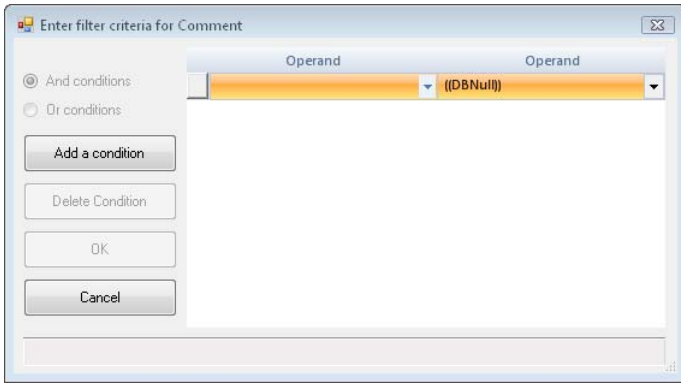 Enter filter criteria for Comment
And conditions
Or conditions
Add a condition
Delete Condition
OK
Cancel
Operand Operand
((DBNull))